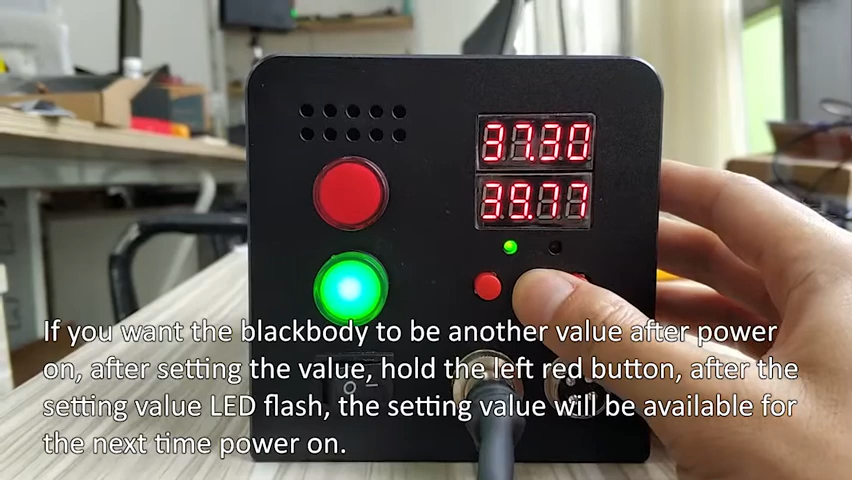 37.30
39.77
If you want the blackbody to be another value after power
on, after setting the value, hold the left red button, after the
setting value LED flash, the setting value will be available for
the next time power on.